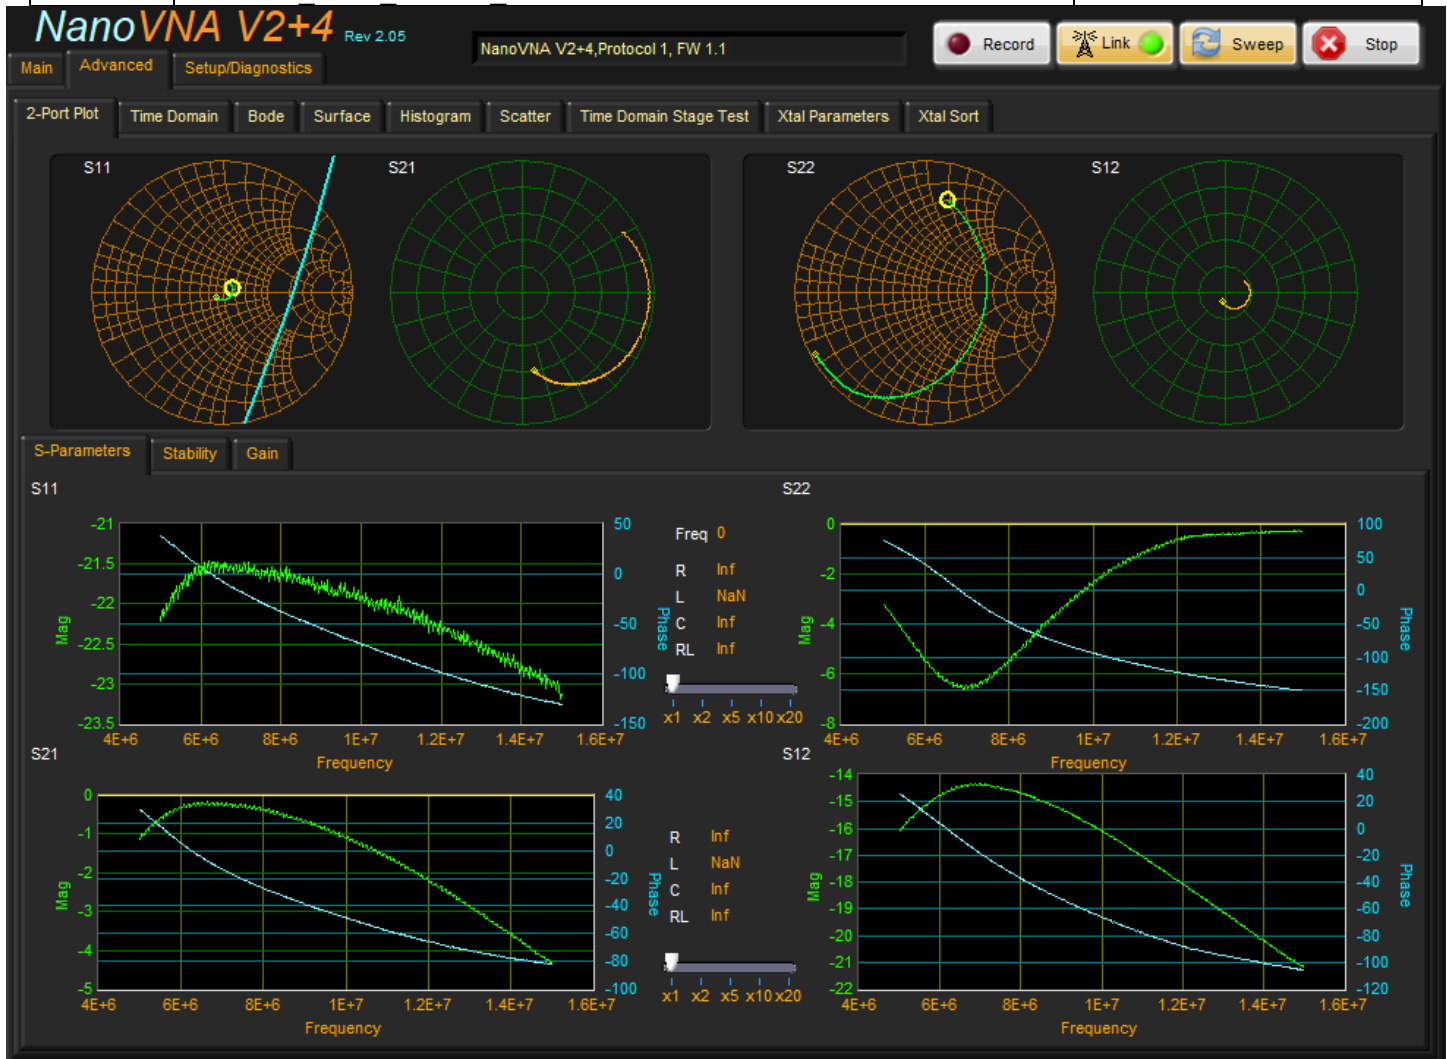 NanoVNA V2+4 Rev 2.05
NanoVNA V2+4,Protocol 1, FW 1.1
Record Link Sweep Stop
Main Advanced Setup/Diagnostics
2-Port Plot Time Domain Bode Surface Histogram Scatter Time Domain Stage Test Xtal Parameters Xtal Sort
S11 S21 S22 S12
S-Parameters Stability Gain
S11
-21
-21.5
-22
-22.5
-23
-23.5
Mag
50
0
-50
-100
-150
Phase
4E+6 6E+6 8E+6 1E+7 1.2E+7 1.4E+7 1.6E+7
Frequency
Freq 0
R Inf
L NaN
C Inf
RL Inf
x1 x2 x5 x10 x20
S22
0
-2
-4
-6
-8
Mag
100
50
0
-50
-100
-150
-200
Phase
4E+6 6E+6 8E+6 1E+7 1.2E+7 1.4E+7 1.6E+7
Frequency
S21
0
-1
-2
-3
-4
-5
Mag
40
20
0
-20
-40
-60
-80
-100
Phase
4E+6 6E+6 8E+6 1E+7 1.2E+7 1.4E+7 1.6E+7
Frequency
R Inf
L NaN
C Inf
RL Inf
x1 x2 x5 x10 x20
S12
-14
-15
-16
-17
-18
-19
-20
-21
-22
Mag
40
20
0
-20
-40
-60
-80
-100
-120
Phase
4E+6 6E+6 8E+6 1E+7 1.2E+7 1.4E+7 1.6E+7
Frequency